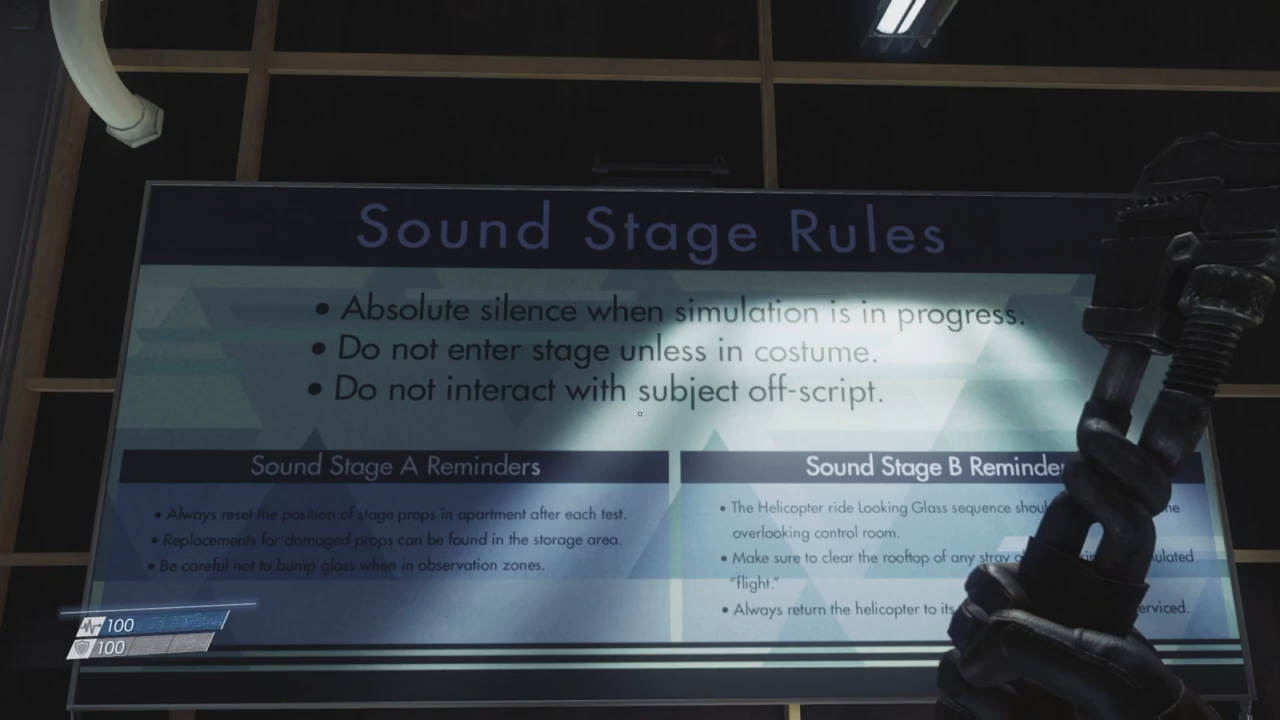 Sound Stage Rules
• Absolute silence when simulation is in progress.
• Do not enter stage unless in costume.
• Do not interact with subject off-script.
Sound Stage A Reminders
• Always reset the position of stage props in apartment after each test.
• Replacements for damaged props can be found in the storage area.
• Be careful not to bump glass when in observation zones.
Sound Stage B
• The Helicopter ride Looking Glass sequence
overlooking control room.
• Make sure to clear the rooftop of any stray
"flight."
• Always return the helicopter to its
100
100